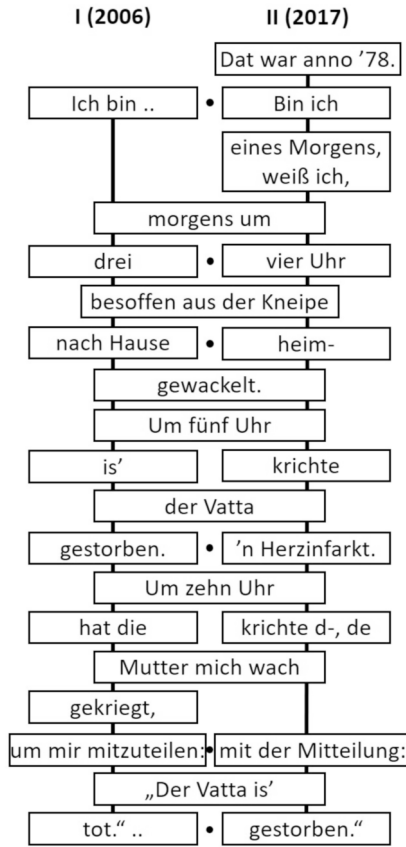 I (2006) II (2017)
Dat war anno ’78.
Ich bin .. • Bin ich
eines Morgens,
weiß ich,
morgens um
drei • vier Uhr
besoffen aus der Kneipe
nach Hause • heim-
gewackelt.
Um fünf Uhr
is’ krichte
der Vatta
gestorben. • ’n Herzinfarkt.
Um zehn Uhr
hat die krichte d-, de
Mutter mich wach
gekriegt,
um mir mitzuteilen: • mit der Mitteilung:
„Der Vatta is’
tot.“ .. • gestorben.“